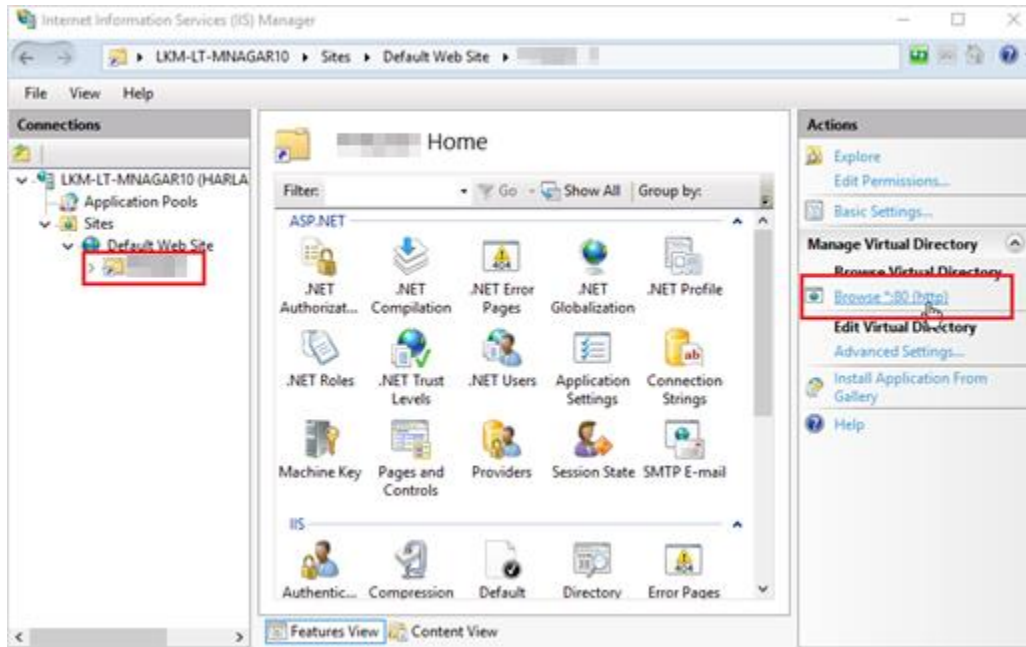 Internet Information Services (IIS) Manager
LKM-LT-MNAGAR10 ▸ Sites ▸ Default Web Site ▸
File View Help
Connections
LKM-LT-MNAGAR10 (HARLA
Application Pools
Sites
Default Web Site
Home
Filter: Go Show All Group by:
ASP.NET
.NET Authorizat...
.NET Compilation
.NET Error Pages
.NET Globalization
.NET Profile
.NET Roles
.NET Trust Levels
.NET Users
Application Settings
Connection Strings
Machine Key
Pages and Controls
Providers
Session State
SMTP E-mail
IIS
404
Authentic...
Compression
Default
Directory
Error Pages
Features View Content View
Actions
Explore
Edit Permissions...
Basic Settings...
Manage Virtual Directory
Browse Virtual Directory
Browse *:80 (http)
Edit Virtual Directory
Advanced Settings...
Install Application From
Gallery
Help